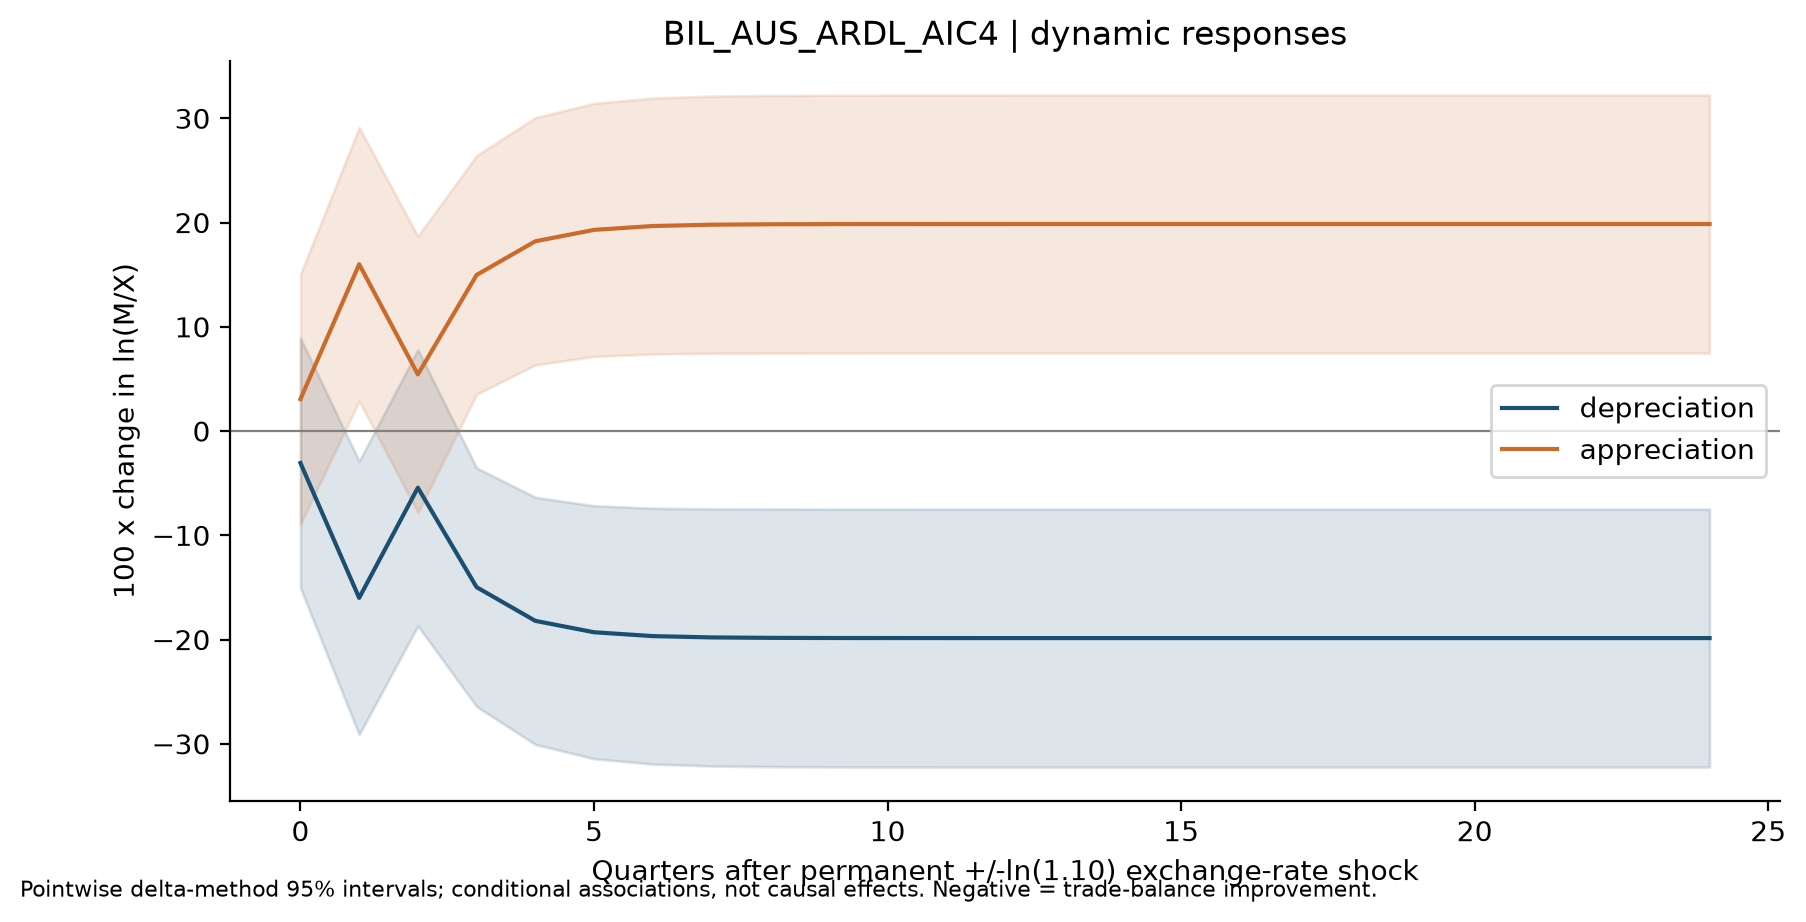 BIL_AUS_ARDL_AIC4 | dynamic responses
100 x change in ln(M/X)
30
20
10
0
−10
−20
−30
depreciation
appreciation
0 5 10 15 20 25
Quarters after permanent +/-ln(1.10) exchange-rate shock
Pointwise delta-method 95% intervals; conditional associations, not causal effects. Negative = trade-balance improvement.